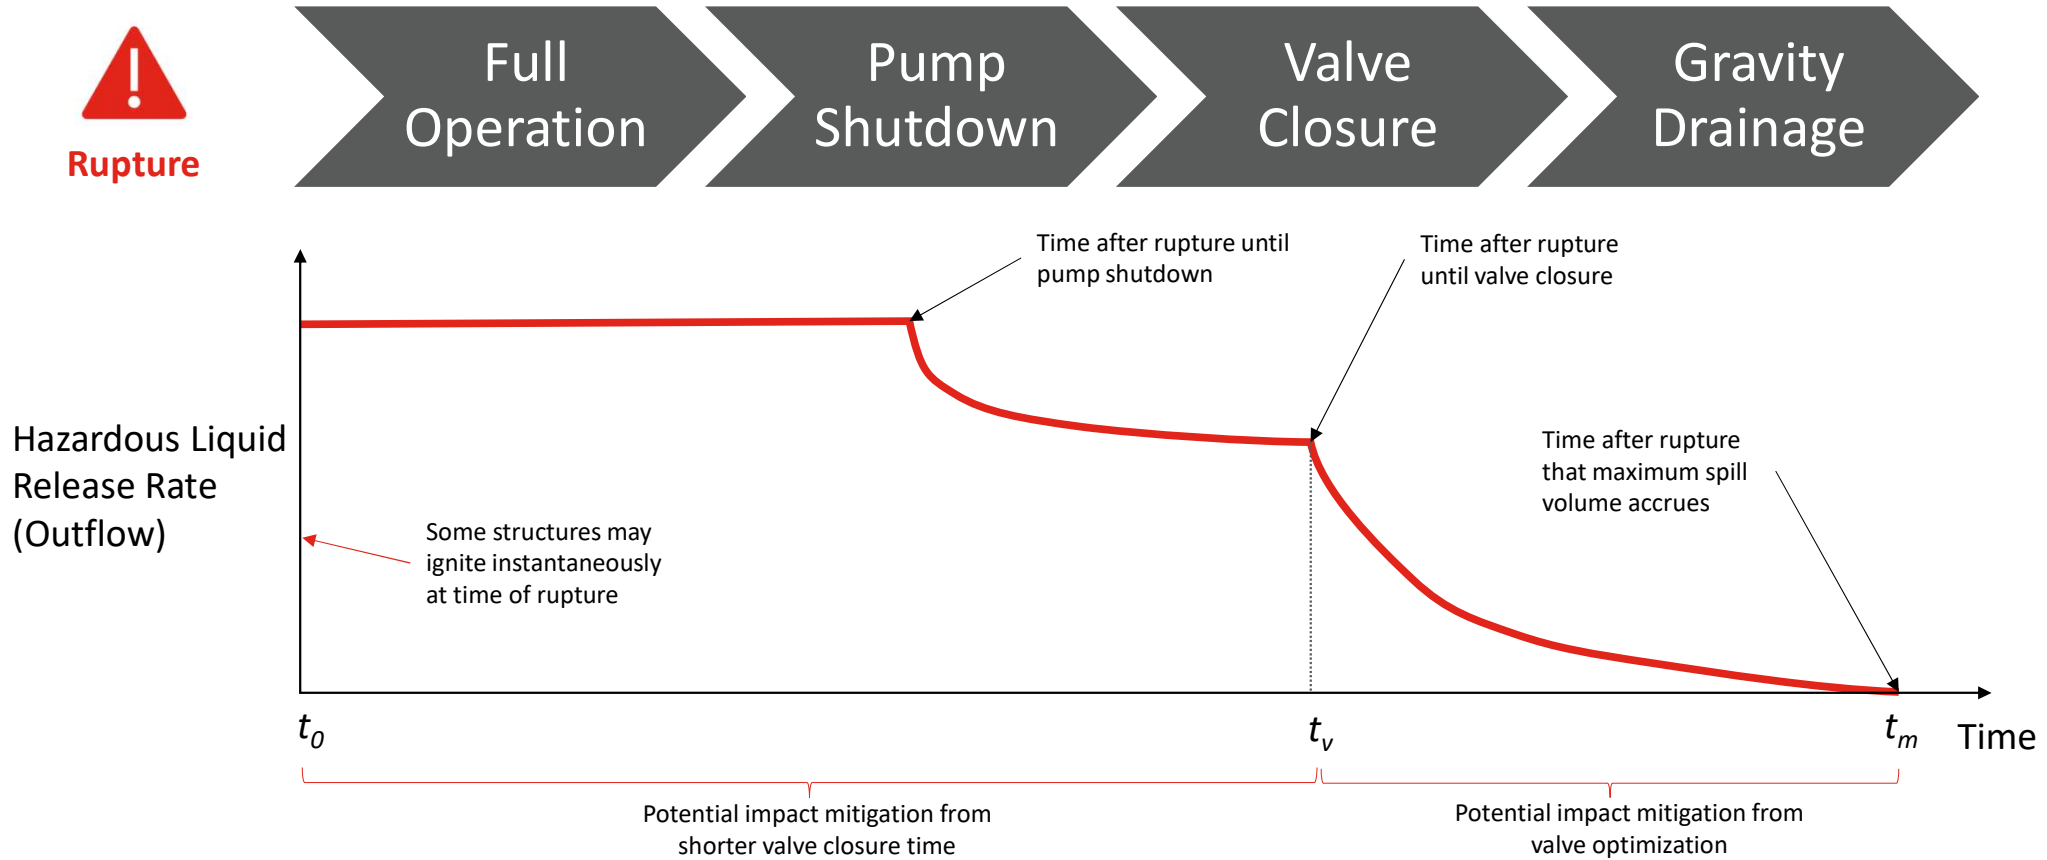 Rupture
Full
Operation
Pump
Shutdown
Valve
Closure
Gravity
Drainage
Time after rupture until
pump shutdown
Time after rupture
until valve closure
Hazardous Liquid
Release Rate
(Outflow)
Some structures may
ignite instantaneously
at time of rupture
Time after rupture
that maximum spill
volume accrues
t0
tv
tm
Time
Potential impact mitigation from
shorter valve closure time
Potential impact mitigation from
valve optimization